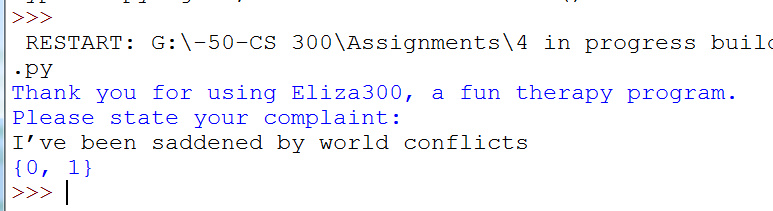 >>>
RESTART: G:\-50-CS 300\Assignments\4 in progress
.py
Thank you for using Eliza300, a fun therapy program.
Please state your complaint:
I’ve been saddened by world conflicts
{0, 1}
>>>